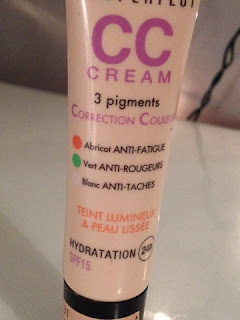 CC
CREAM
3 pigments
CORRECTION COULEUR
Abricot ANTI-FATIGUE
Vert ANTI-ROUGEURS
Blanc ANTI-TACHES
TEINT LUMINEUX
& PEAU LISSÉE
HYDRATATION 24h
SPF15